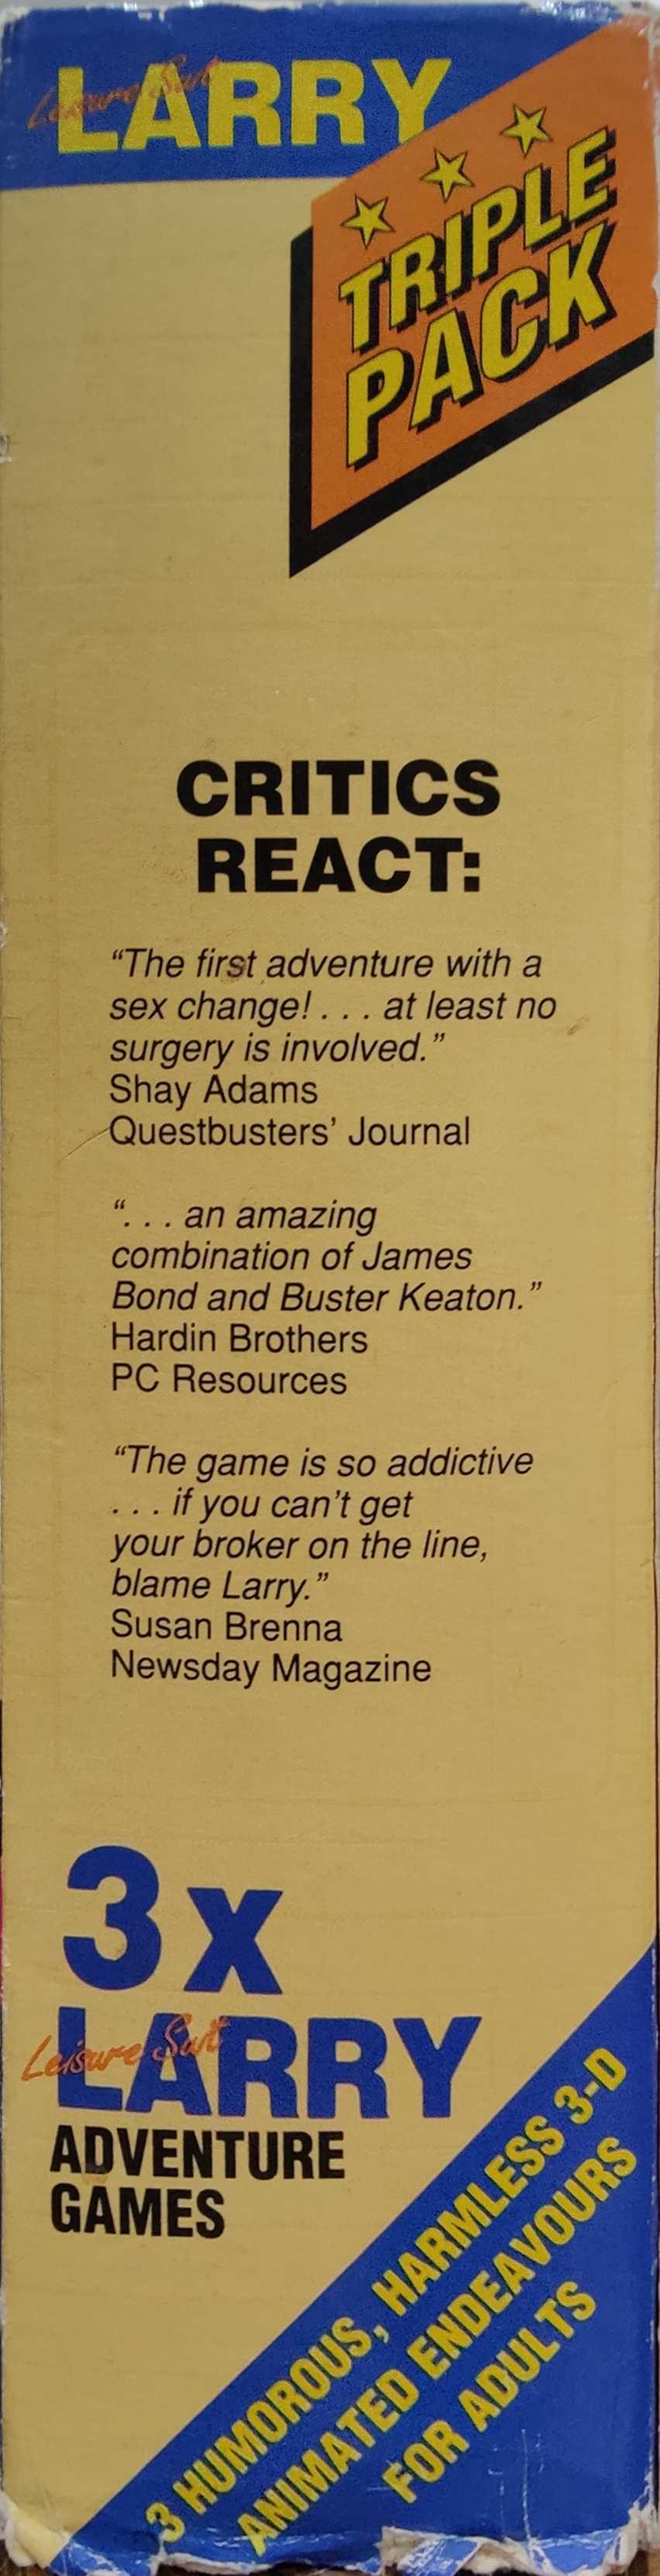 Leisure Suit
LARRY
TRIPLE
PACK
CRITICS
REACT:
“The first adventure with a
sex change! . . . at least no
surgery is involved.”
Shay Adams
Questbusters’ Journal
“. . . an amazing
combination of James
Bond and Buster Keaton.”
Hardin Brothers
PC Resources
“The game is so addictive
. . . if you can’t get
your broker on the line,
blame Larry.”
Susan Brenna
Newsday Magazine
3x
Leisure Suit
LARRY
ADVENTURE
GAMES
3 HUMOROUS, HARMLESS 3-D
ANIMATED ENDEAVOURS
FOR ADULTS